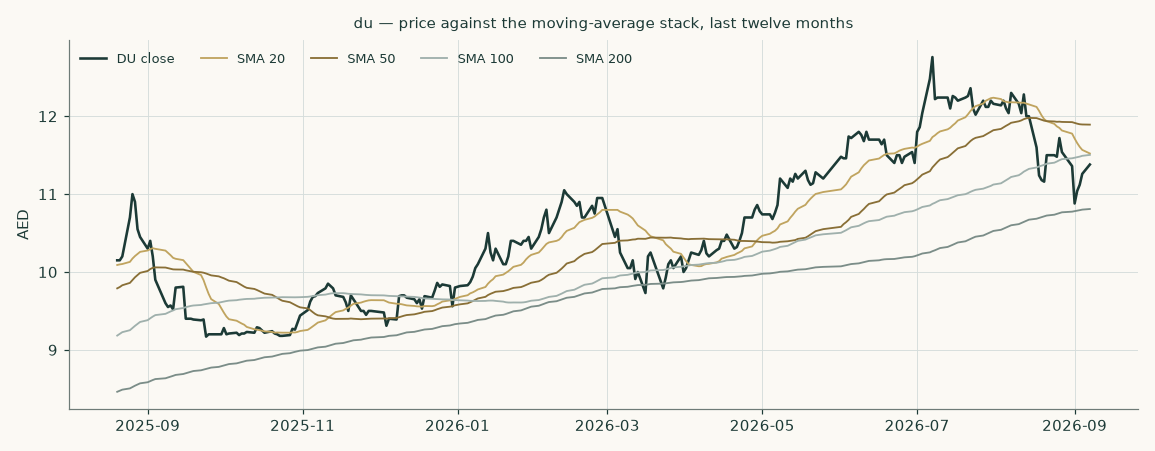 du — price against the moving-average stack, last twelve months
DU close SMA 20 SMA 50 SMA 100 SMA 200
AED
12
11
10
9
2025-09 2025-11 2026-01 2026-03 2026-05 2026-07 2026-09